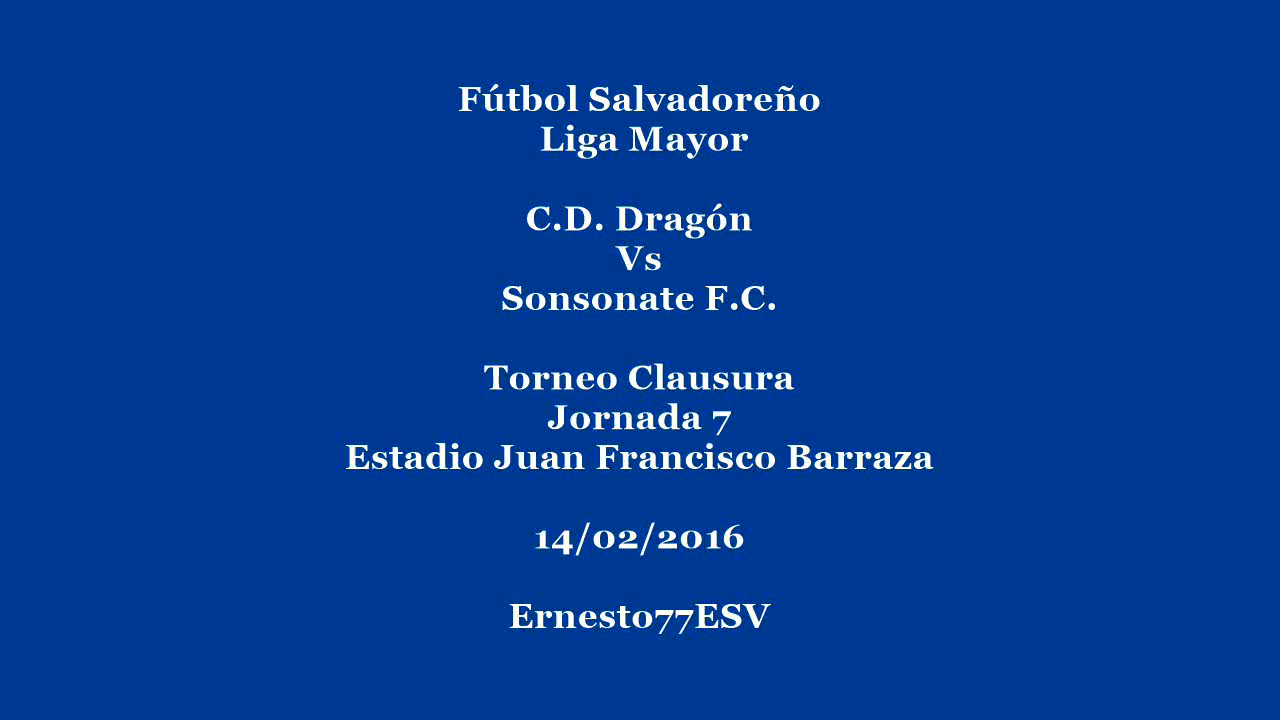 Fútbol Salvadoreño
Liga Mayor
C.D. Dragón
Vs
Sonsonate F.C.
Torneo Clausura
Jornada 7
Estadio Juan Francisco Barraza
14/02/2016
Ernesto77ESV